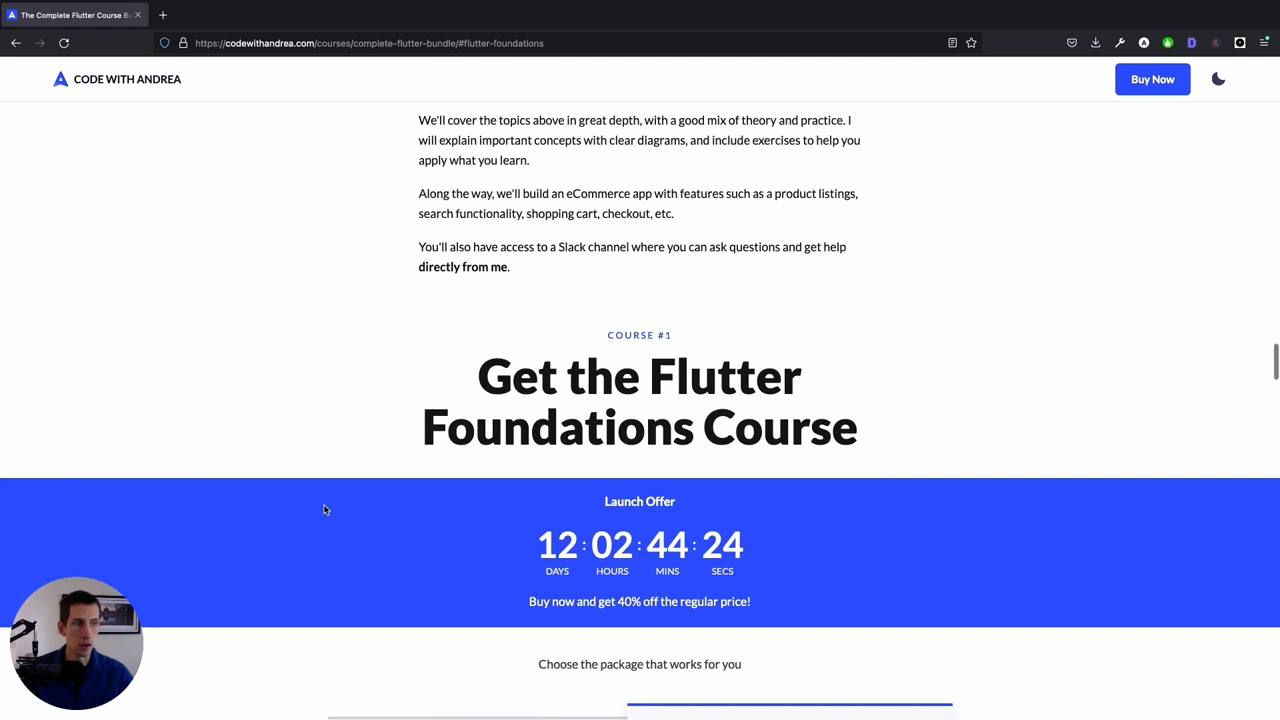 The Complete Flutter Course Bu
https://codewithandrea.com/courses/complete-flutter-bundle/#flutter-foundations
CODE WITH ANDREA
Buy Now
We'll cover the topics above in great depth, with a good mix of theory and practice. I
will explain important concepts with clear diagrams, and include exercises to help you
apply what you learn.
Along the way, we'll build an eCommerce app with features such as a product listings,
search functionality, shopping cart, checkout, etc.
You'll also have access to a Slack channel where you can ask questions and get help
directly from me.
COURSE #1
Get the Flutter
Foundations Course
Launch Offer
12 : 02 : 44 : 24
DAYS HOURS MINS SECS
Buy now and get 40% off the regular price!
Choose the package that works for you